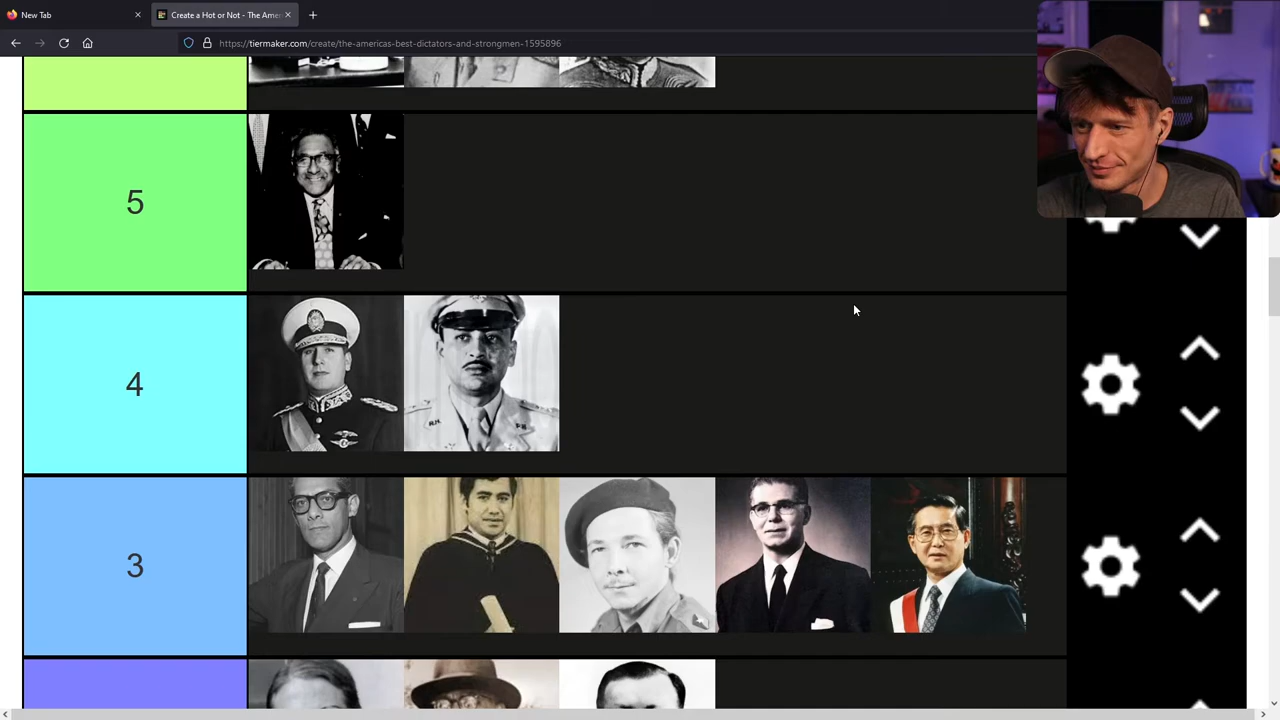 New Tab
Create a Hot or Not - The Ame
https://tiermaker.com/create/the-americas-best-dictators-and-strongmen-1595896
5
4
3